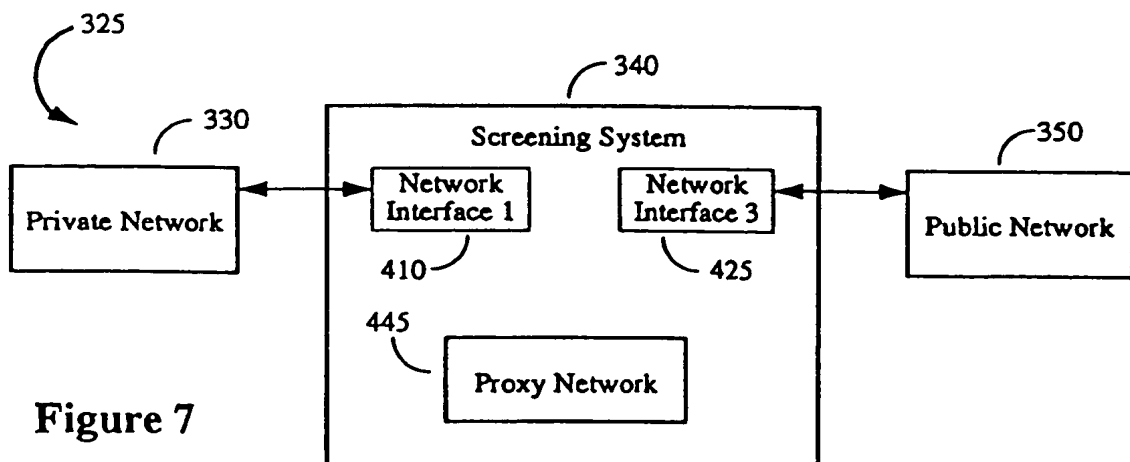 325
340
330
Screening System
350
Private Network
Network
Interface 1
Network
Interface 3
Public Network
410
425
445
Proxy Network
Figure 7